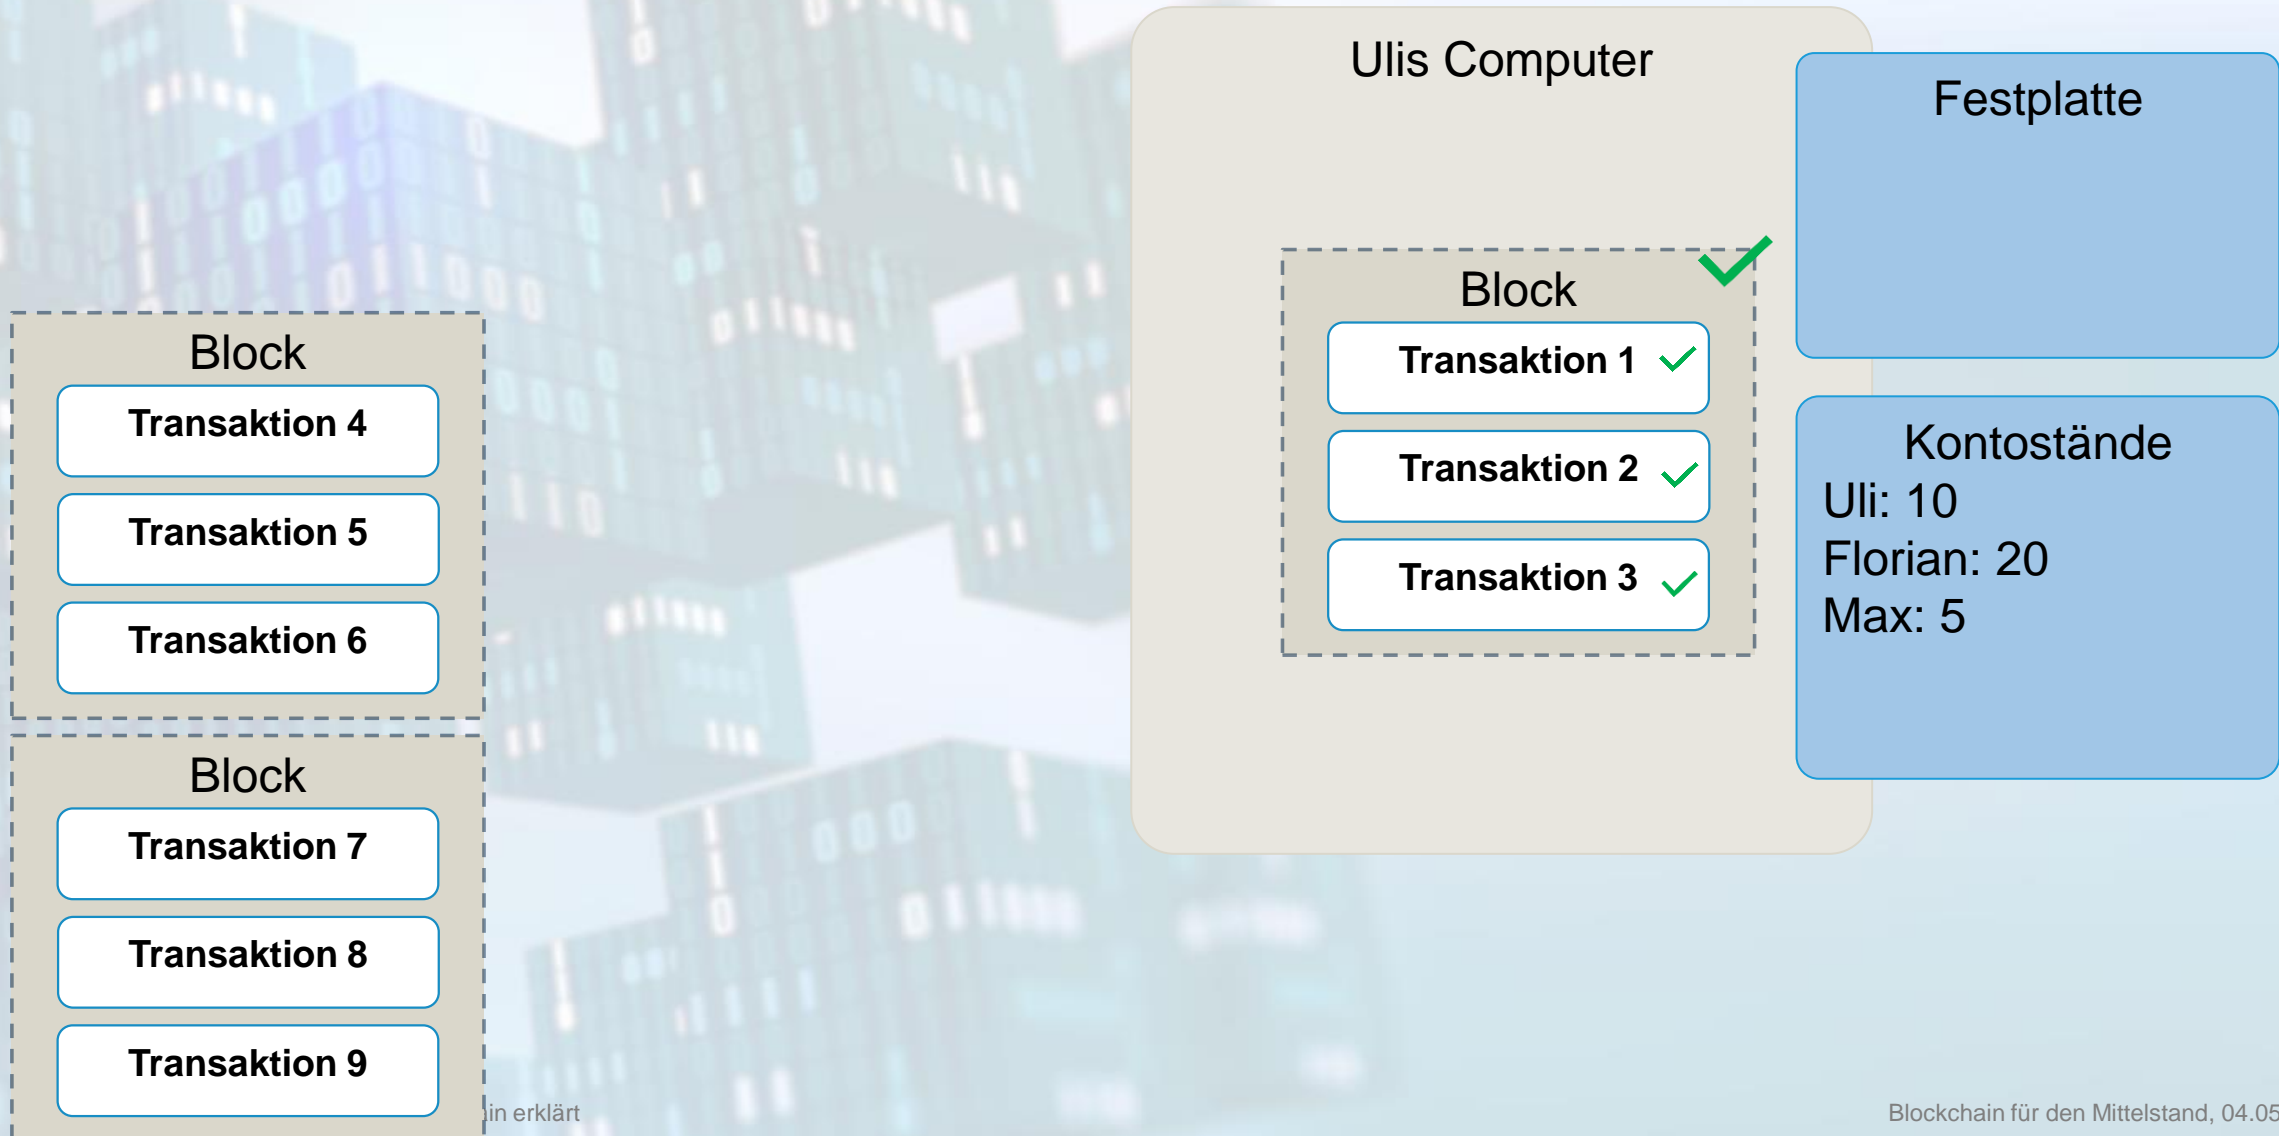 Ulis Computer
Festplatte
Block
Transaktion 1
Transaktion 2
Transaktion 3
Kontostände
Uli: 10
Florian: 20
Max: 5
Block
Transaktion 4
Transaktion 5
Transaktion 6
Block
Transaktion 7
Transaktion 8
Transaktion 9
in erklärt
Blockchain für den Mittelstand, 04.05